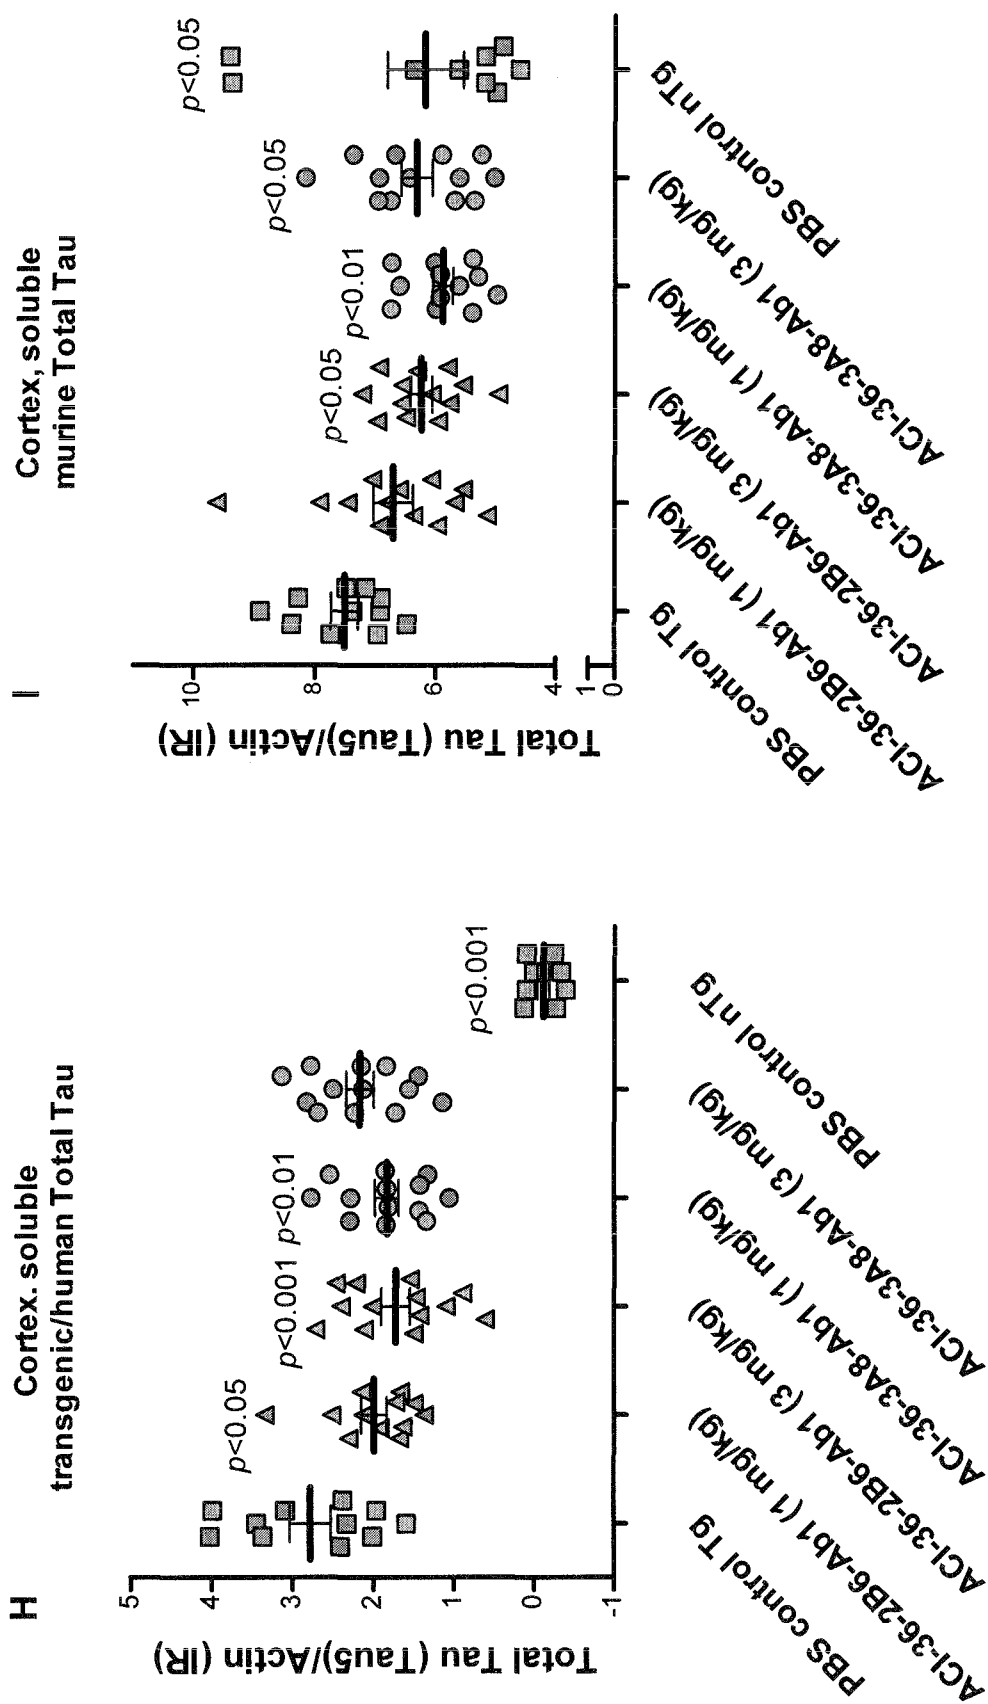 H
Cortex. soluble
transgenic/human Total Tau
Total Tau (Tau5)/Actin (IR)
5
4
3
2
1
0
-1
p<0.05
p<0.001
p<0.01
p<0.001
PBS control Tg
ACI-36-2B6-Ab1 (1 mg/kg)
ACI-36-2B6-Ab1 (3 mg/kg)
ACI-36-3A8-Ab1 (1 mg/kg)
ACI-36-3A8-Ab1 (3 mg/kg)
PBS control nTg
I
Cortex, soluble
murine Total Tau
Total Tau (Tau5)/Actin (IR)
10
8
6
4
1
0
p<0.05
p<0.01
p<0.05
p<0.05
PBS control Tg
ACI-36-2B6-Ab1 (1 mg/kg)
ACI-36-2B6-Ab1 (3 mg/kg)
ACI-36-3A8-Ab1 (1 mg/kg)
ACI-36-3A8-Ab1 (3 mg/kg)
PBS control nTg